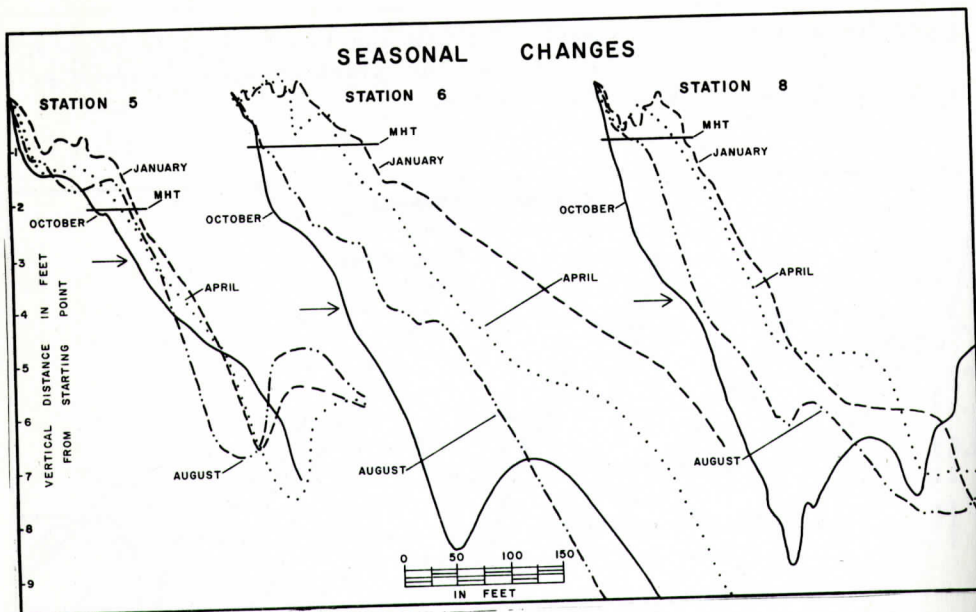 SEASONAL CHANGES
STATION 5
STATION 6
STATION 8
MHT
JANUARY
OCTOBER
APRIL
AUGUST
MHT
JANUARY
OCTOBER
APRIL
AUGUST
MHT
JANUARY
OCTOBER
APRIL
AUGUST
VERTICAL DISTANCE IN FEET
FROM STARTING POINT
-1
-2
-3
-4
-5
-6
-7
-8
-9
0 50 100 150
IN FEET